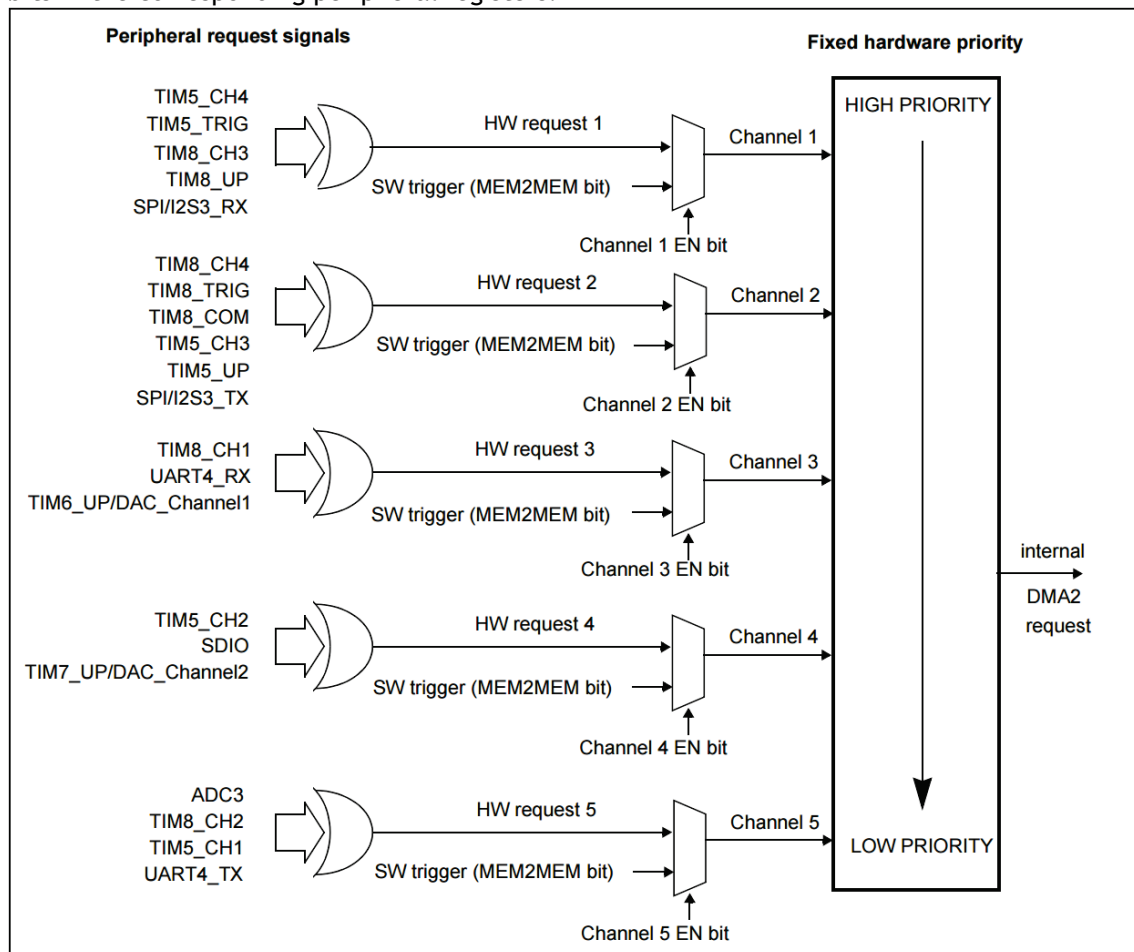 Peripheral request signals
Fixed hardware priority
TIM5_CH4
TIM5_TRIG
TIM8_CH3
TIM8_UP
SPI/I2S3_RX
HW request 1
SW trigger (MEM2MEM bit)
Channel 1
Channel 1 EN bit
HIGH PRIORITY
TIM8_CH4
TIM8_TRIG
TIM8_COM
TIM5_CH3
TIM5_UP
SPI/I2S3_TX
HW request 2
SW trigger (MEM2MEM bit)
Channel 2
Channel 2 EN bit
TIM8_CH1
UART4_RX
TIM6_UP/DAC_Channel1
HW request 3
SW trigger (MEM2MEM bit)
Channel 3
Channel 3 EN bit
internal
DMA2
request
TIM5_CH2
SDIO
TIM7_UP/DAC_Channel2
HW request 4
SW trigger (MEM2MEM bit)
Channel 4
Channel 4 EN bit
ADC3
TIM8_CH2
TIM5_CH1
UART4_TX
HW request 5
SW trigger (MEM2MEM bit)
Channel 5
Channel 5 EN bit
LOW PRIORITY